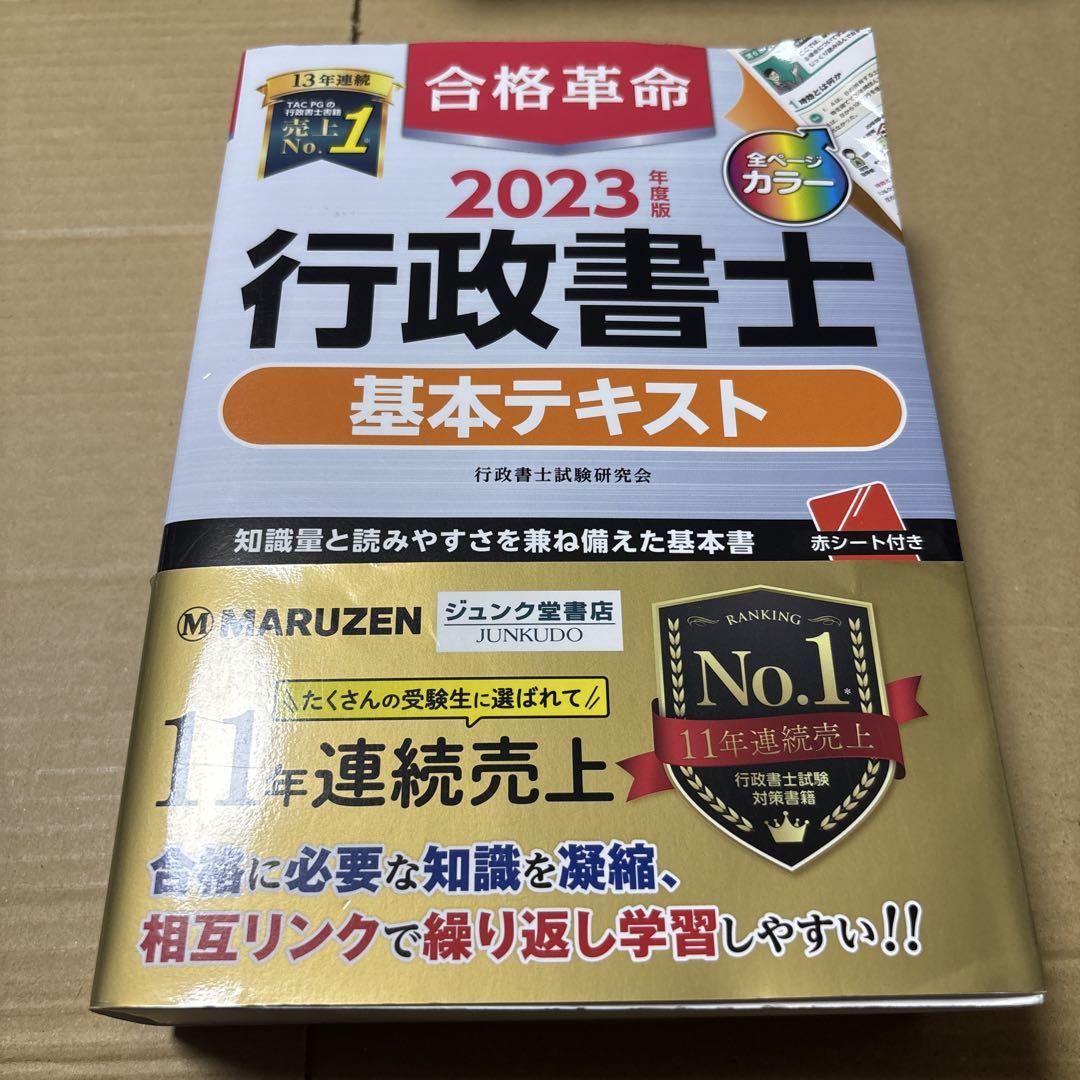 13年連続
TAC PGの
行政書士書籍
売上
No.1
合格革命
2023年度版
全ページ
カラー
行政書士
基本テキスト
行政書士試験研究会
知識量と読みやすさを兼ね備えた基本書
赤シート付き
M MARUZEN
ジュンク堂書店
JUNKUDO
たくさんの受験生に選ばれて
11年連続売上
RANKING
No.1*
11年連続売上
行政書士試験
対策書籍
合格に必要な知識を凝縮、
相互リンクで繰り返し学習しやすい!!